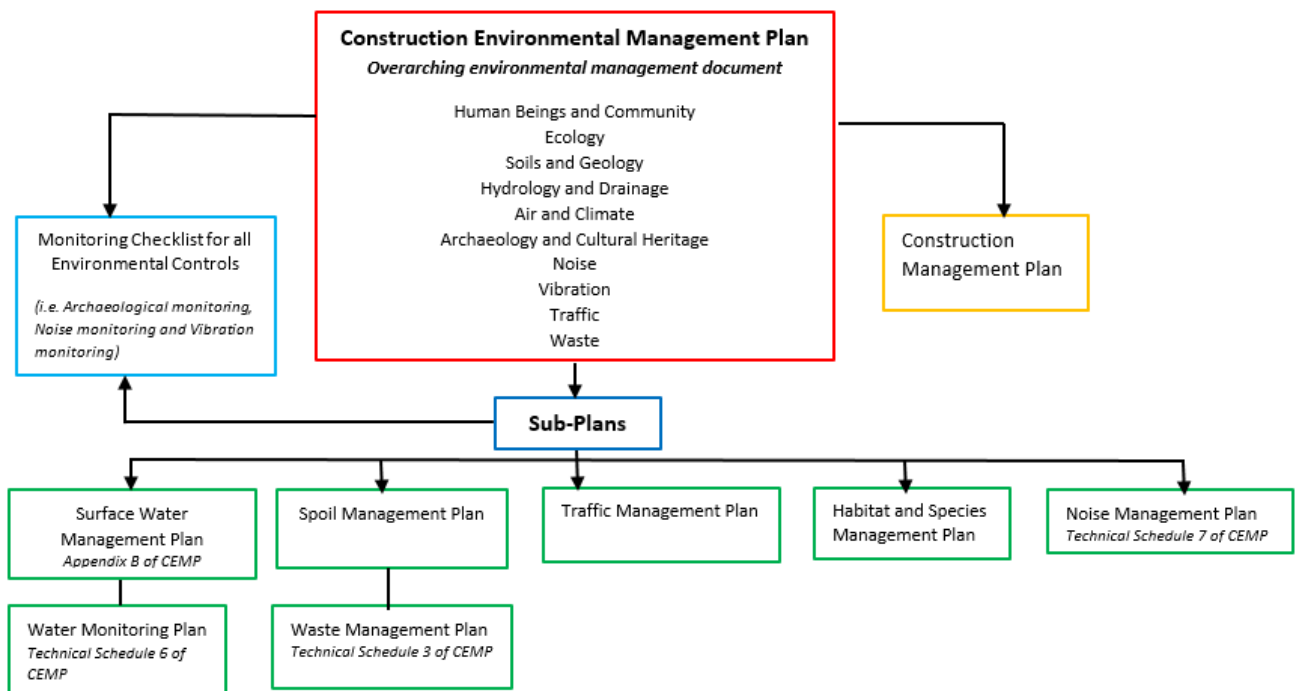 Construction Environmental Management Plan
Overarching environmental management document
Human Beings and Community
Ecology
Soils and Geology
Hydrology and Drainage
Air and Climate
Archaeology and Cultural Heritage
Noise
Vibration
Traffic
Waste
Monitoring Checklist for all
Environmental Controls
(i.e. Archaeological monitoring,
Noise monitoring and Vibration
monitoring)
Construction
Management Plan
Sub-Plans
Surface Water
Management Plan
Appendix B of CEMP
Spoil Management Plan
Traffic Management Plan
Habitat and Species
Management Plan
Noise Management Plan
Technical Schedule 7 of CEMP
Water Monitoring Plan
Technical Schedule 6 of
CEMP
Waste Management Plan
Technical Schedule 3 of CEMP